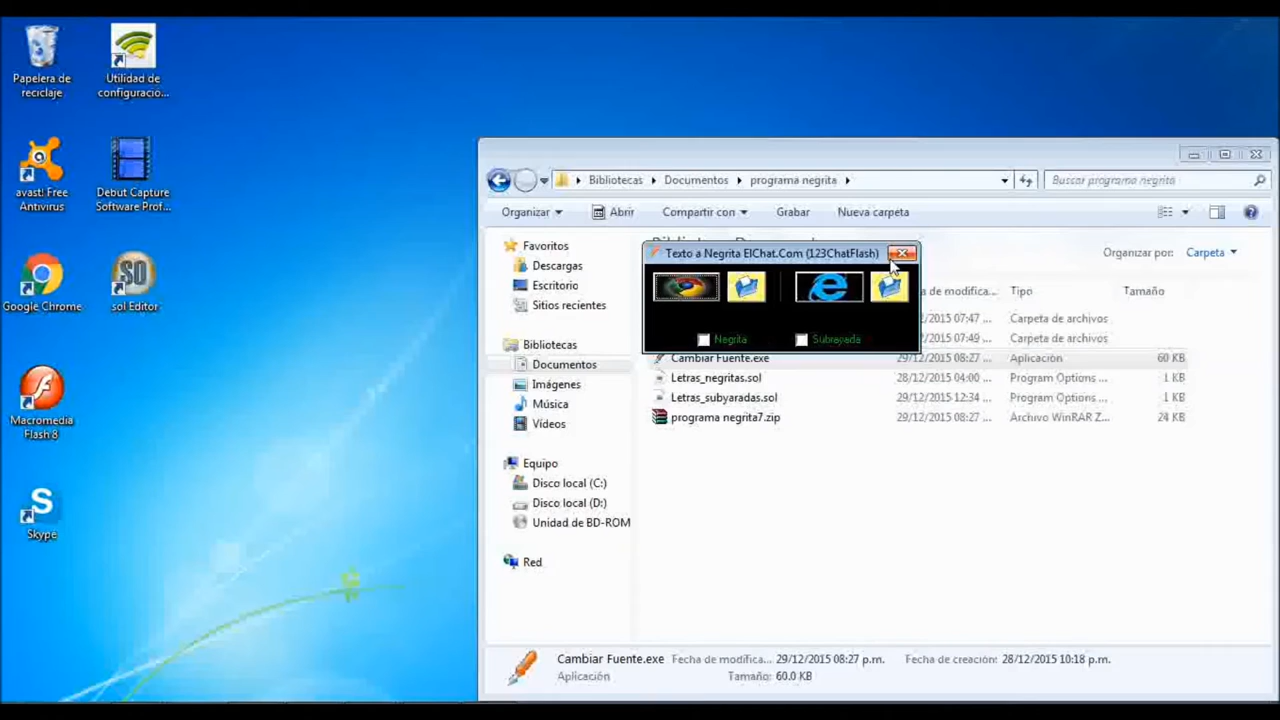 Papelera de
reciclaje
Utilidad de
configuracio...
avast! Free
Antivirus
Debut Capture
Software Prof...
Google Chrome
sol Editor
Macromedia
Flash 8
Skype
Bibliotecas
Documentos
programa negrita
Buscar programa negrita
Organizar
Abrir
Compartir con
Grabar
Nueva carpeta
Favoritos
Descargas
Escritorio
Sitios recientes
Bibliotecas
Documentos
Imágenes
Música
Vídeos
Equipo
Disco local (C:)
Disco local (D:)
Unidad de BD-ROM
Red
Organizar por: Carpeta
Texto a Negrita ElChat.Com (123ChatFlash)
Negrita
Subrayada
de modifica... Tipo Tamaño
/12/2015 07:47 ... Carpeta de archivos
/12/2015 07:49 ... Carpeta de archivos
Cambiar Fuente.exe 29/12/2015 08:27 ... Aplicación 60 KB
Letras_negritas.sol 28/12/2015 04:00 ... Program Options ... 1 KB
Letras_subyaradas.sol 29/12/2015 12:34 ... Program Options ... 1 KB
programa negrita7.zip 29/12/2015 08:27 ... Archivo WinRAR Z... 24 KB
Cambiar Fuente.exe Fecha de modifica... 29/12/2015 08:27 p.m. Fecha de creación: 28/12/2015 10:18 p.m.
Aplicación Tamaño: 60.0 KB